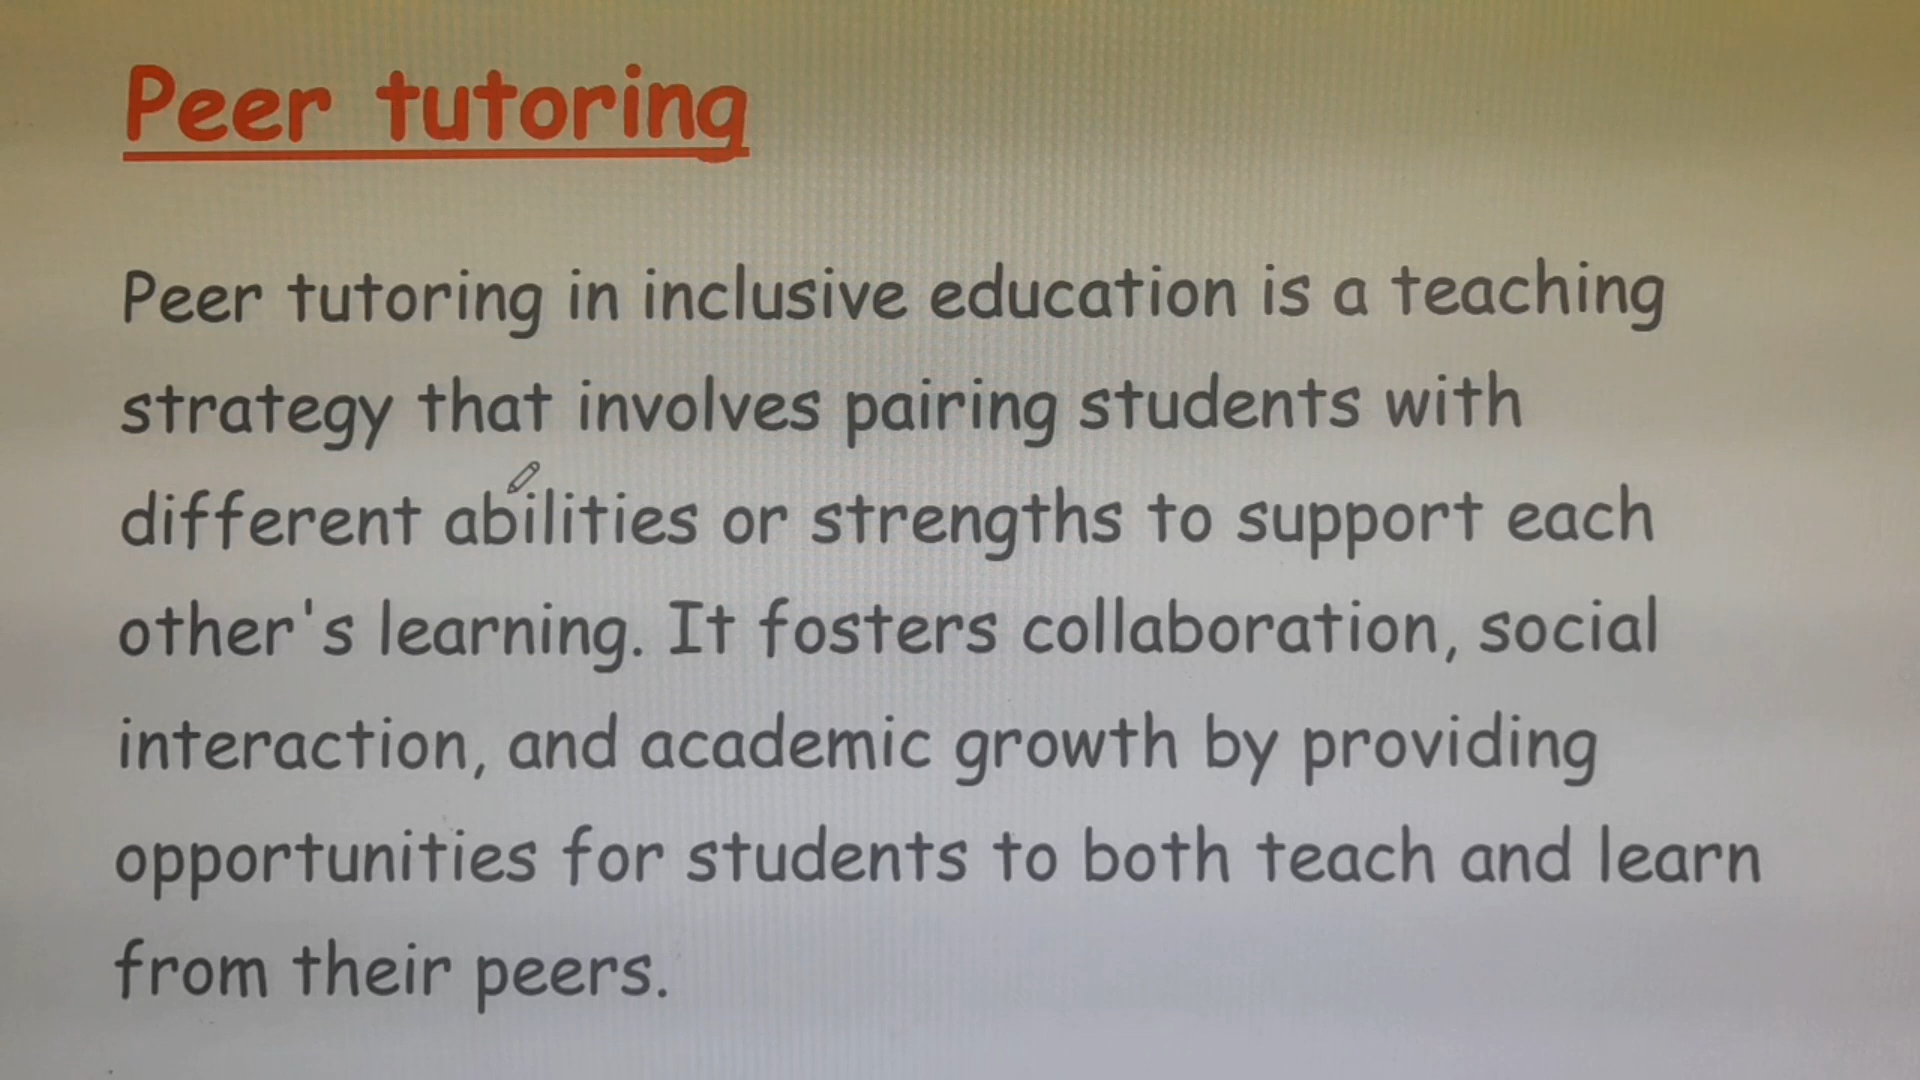 Peer tutoring
Peer tutoring in inclusive education is a teaching
strategy that involves pairing students with
different abilities or strengths to support each
other's learning. It fosters collaboration, social
interaction, and academic growth by providing
opportunities for students to both teach and learn
from their peers.